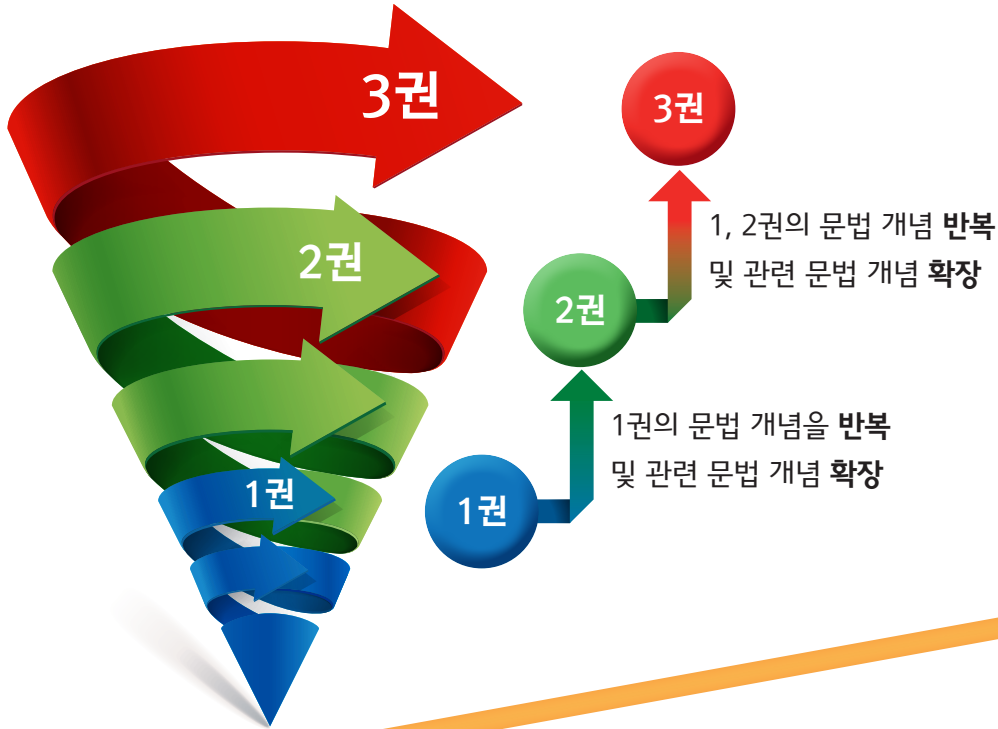 3권
2권
1권
3권
1, 2권의 문법 개념 반복
및 관련 문법 개념 확장
2권
1권의 문법 개념을 반복
및 관련 문법 개념 확장
1권